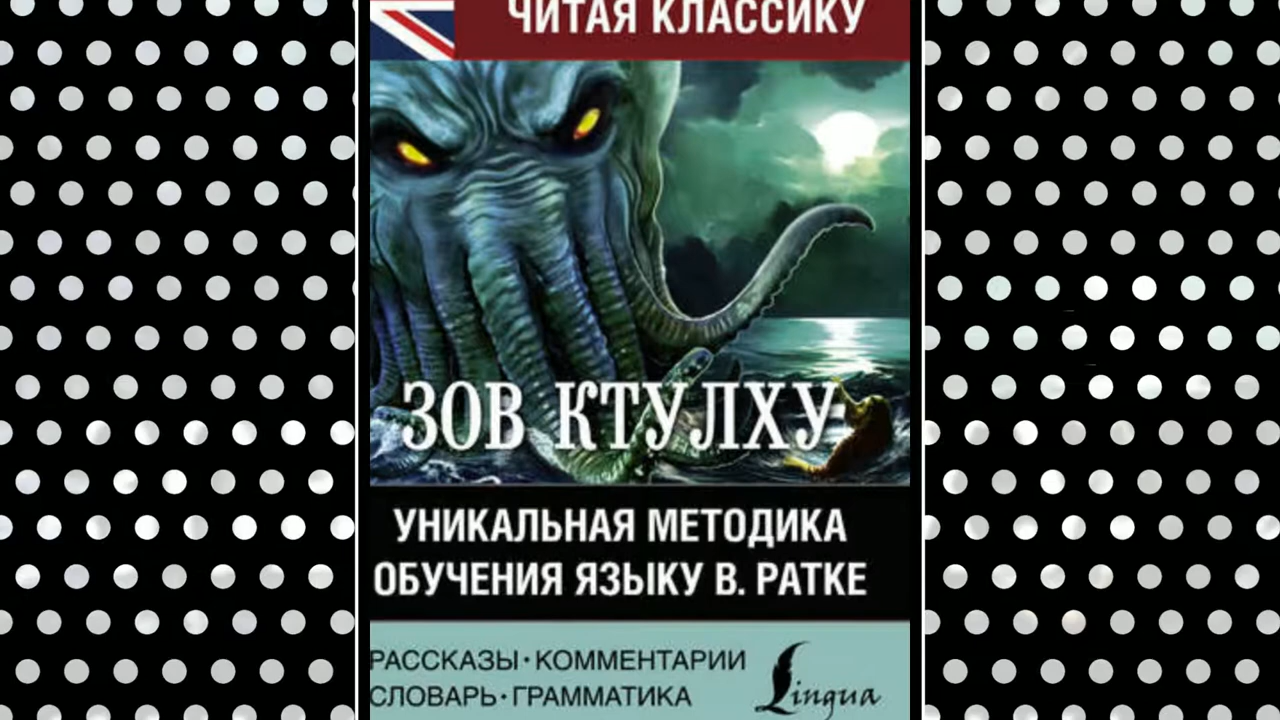 ЧИТАЯ КЛАССИКУ
ЗОВ КТУЛХУ
УНИКАЛЬНАЯ МЕТОДИКА
ОБУЧЕНИЯ ЯЗЫКУ В. РАТКЕ
РАССКАЗЫ·КОММЕНТАРИИ
СЛОВАРЬ·ГРАММАТИКА
Lingua